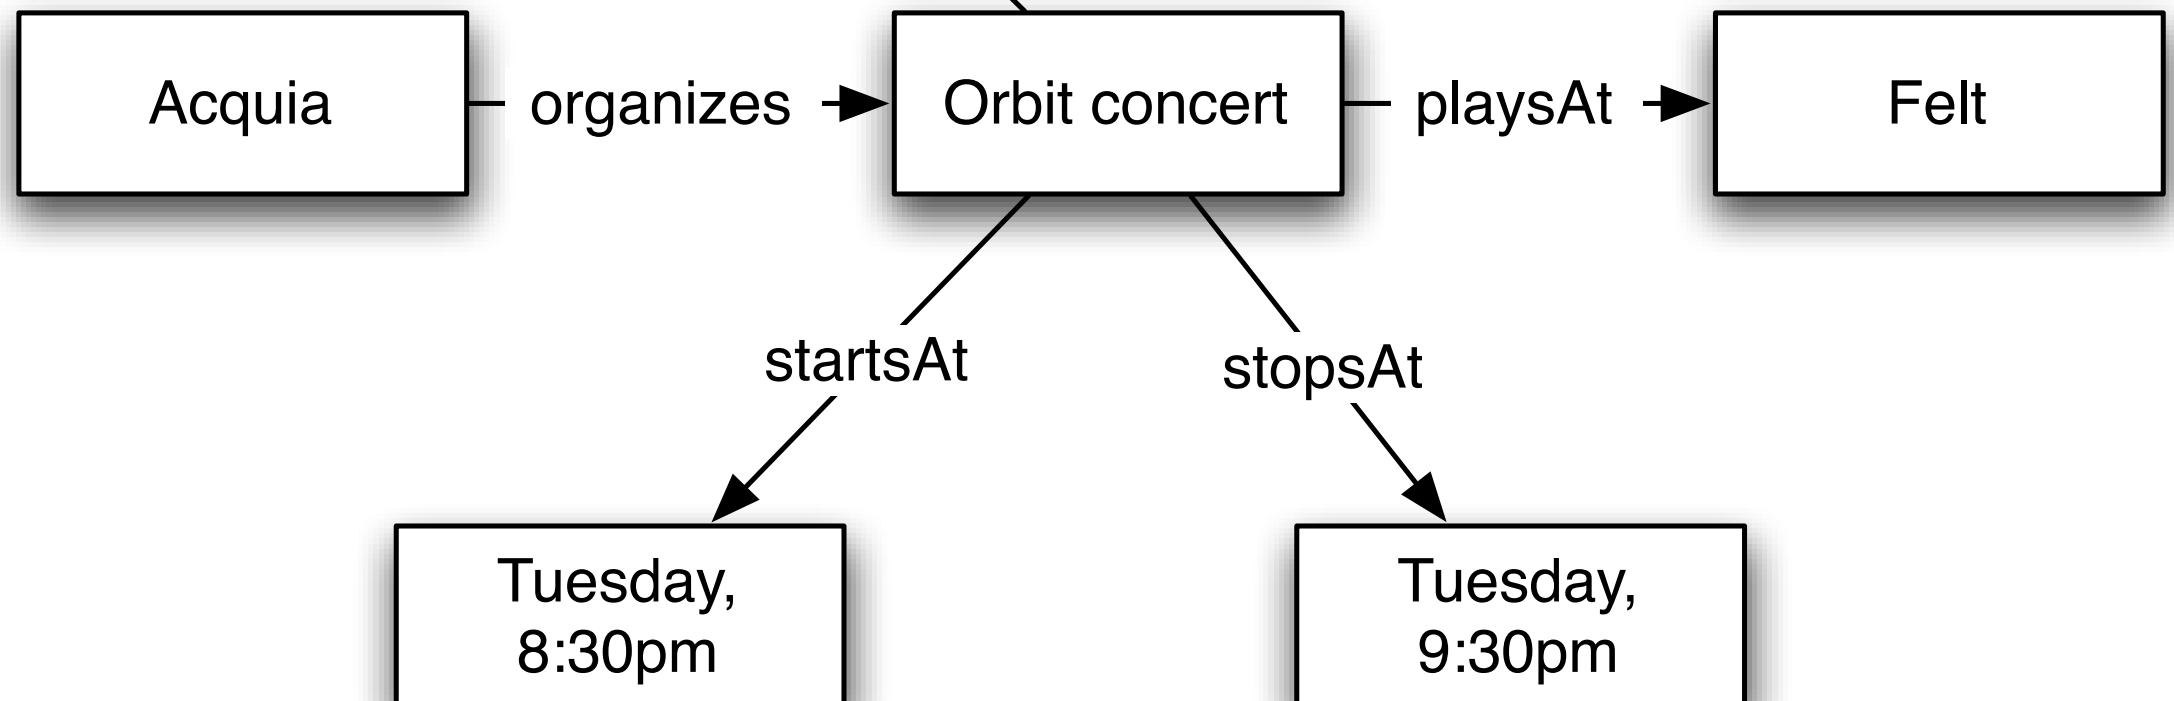 Acquia organizes Orbit concert playsAt Felt
startsAt
stopsAt
Tuesday,
8:30pm
Tuesday,
9:30pm